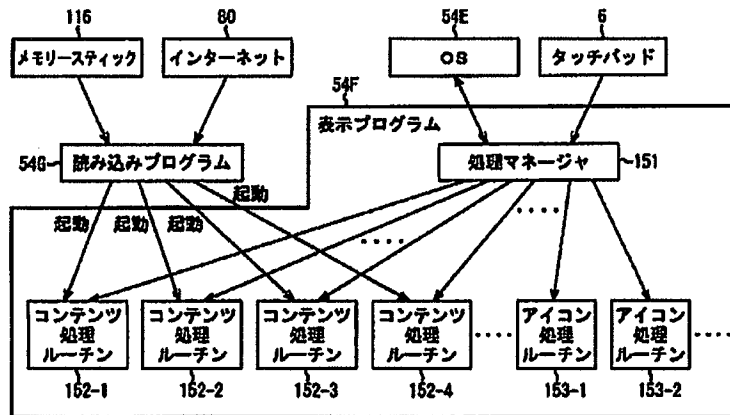 116
80
54E
6
メモリースティック
インターネット
OS
タッチパッド
54F
表示プログラム
54G
読み込みプログラム
処理マネージャ
151
起動
起動
起動
起動
コンテンツ
処理
ルーチン
コンテンツ
処理
ルーチン
コンテンツ
処理
ルーチン
コンテンツ
処理
ルーチン
アイコン
処理
ルーチン
アイコン
処理
ルーチン
152-1
152-2
152-3
152-4
153-1
153-2